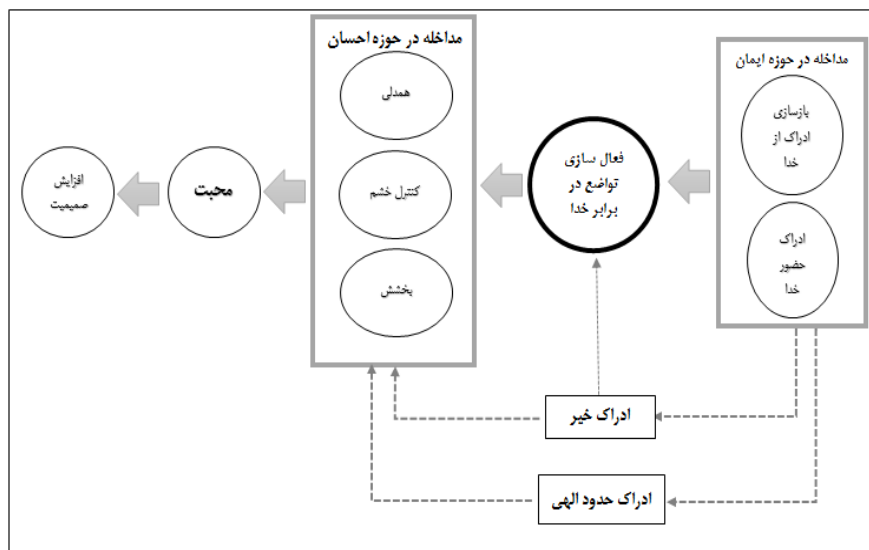 مداخله در حوزه ایمان
بازسازی
ادراک از
خدا
ادراک
حضور
خدا
فعال سازی
تواضع در
برابر خدا
مداخله در حوزه احسان
همدلی
کنترل خشم
بخشش
محبت
افزایش
صمیمیت
ادراک خیر
ادراک حدود الهی